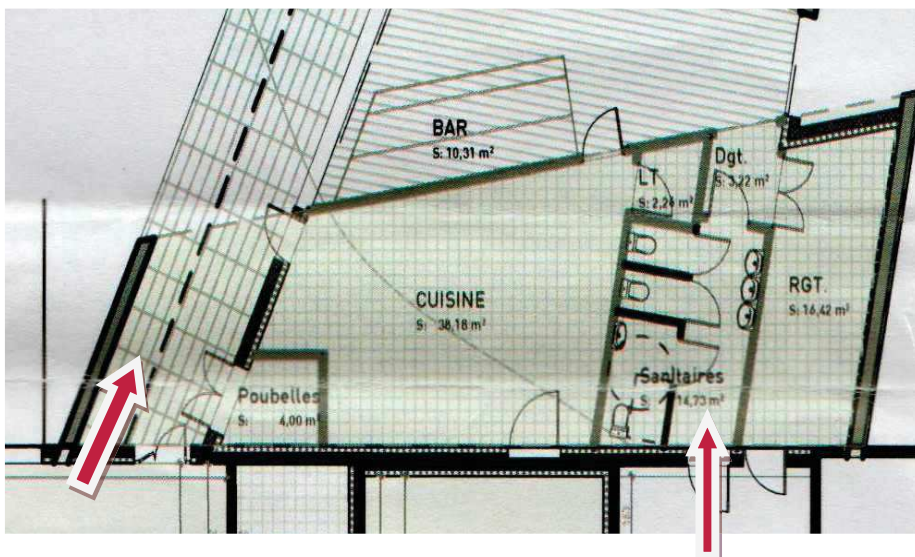 BAR
S: 10,31 m²
Dgt.
S: 3,22 m²
LT
S: 2,24 m²
CUISINE
S: 38,18 m²
RGT.
S: 16,42 m²
Sanitaires
S: 14,73 m²
Poubelles
S: 4,00 m²